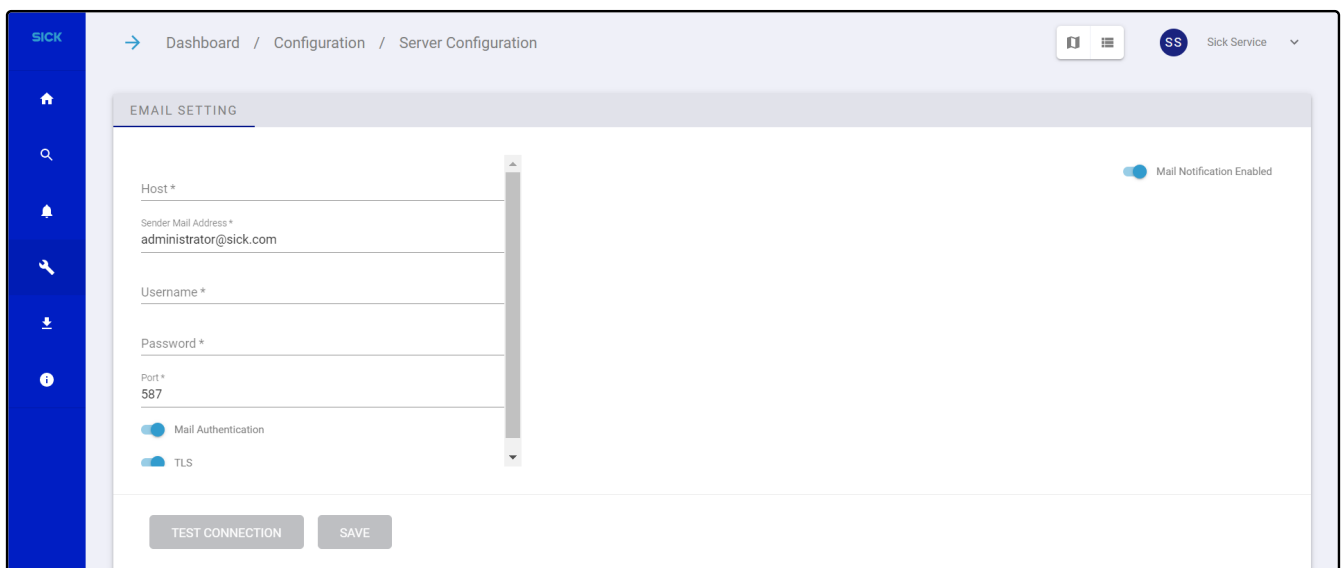 SICK
Dashboard / Configuration / Server Configuration
SS Sick Service
EMAIL SETTING
Mail Notification Enabled
Host *
Sender Mail Address *
administrator@sick.com
Username *
Password *
Port *
587
Mail Authentication
TLS
TEST CONNECTION SAVE